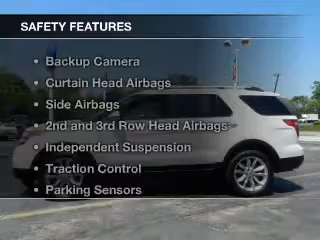 SAFETY FEATURES
• Backup Camera
• Curtain Head Airbags
• Side Airbags
• 2nd and 3rd Row Head Airbags
• Independent Suspension
• Traction Control
• Parking Sensors